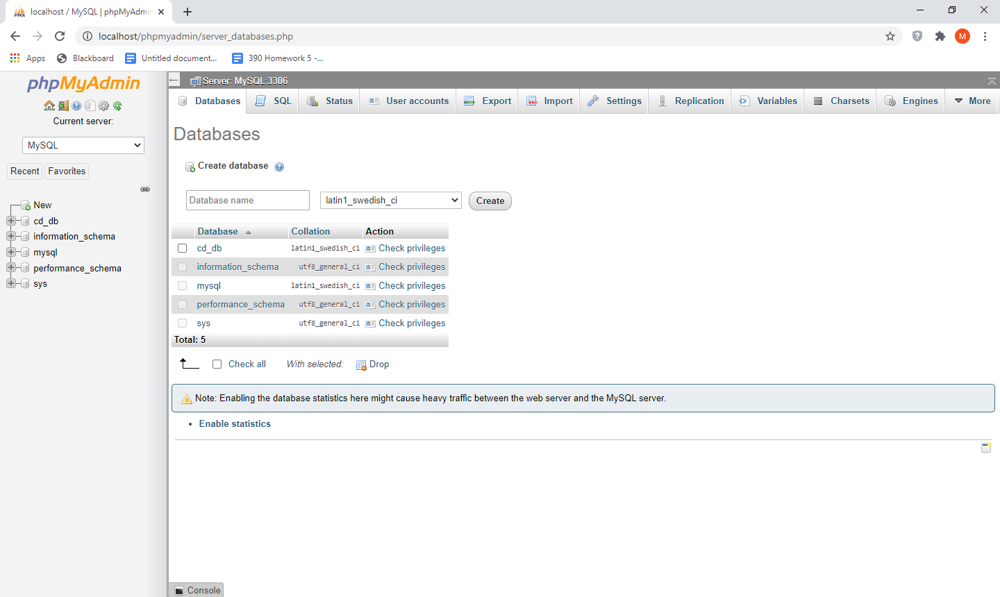 localhost / MySQL | phpMyAdmin
localhost/phpmyadmin/server_databases.php
M
Apps
Blackboard
Untitled document...
390 Homework 5 -...
phpMyAdmin
Current server:
MySQL
Recent
Favorites
New
cd_db
information_schema
mysql
performance_schema
sys
Server: MySQL:3306
Databases
SQL
Status
User accounts
Export
Import
Settings
Replication
Variables
Charsets
Engines
More
Databases
Create database
Database name
latin1_swedish_ci
Create
Database Collation Action
cd_db latin1_swedish_ci Check privileges
information_schema utf8_general_ci Check privileges
mysql latin1_swedish_ci Check privileges
performance_schema utf8_general_ci Check privileges
sys utf8_general_ci Check privileges
Total: 5
Check all With selected: Drop
Note: Enabling the database statistics here might cause heavy traffic between the web server and the MySQL server.
Enable statistics
Console